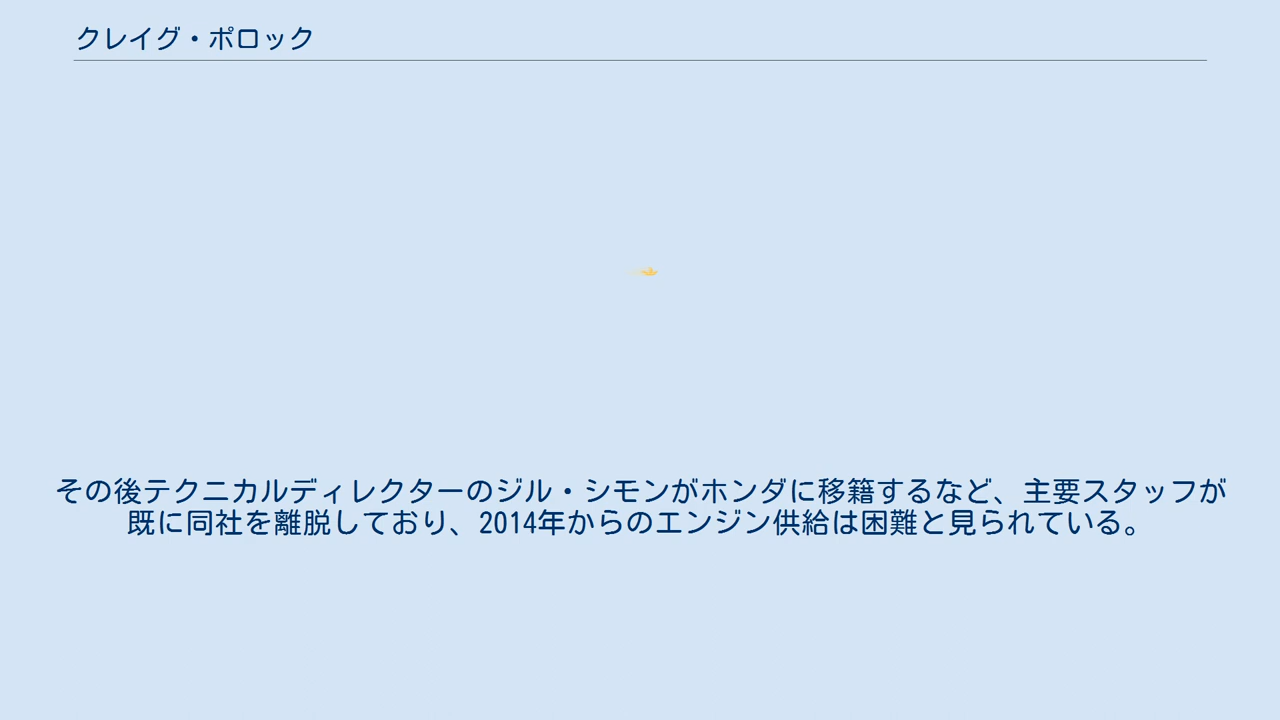 クレイグ・ポロック
その後テクニカルディレクターのジル・シモンがホンダに移籍するなど、主要スタッフが
既に同社を離脱しており、2014年からのエンジン供給は困難と見られている。